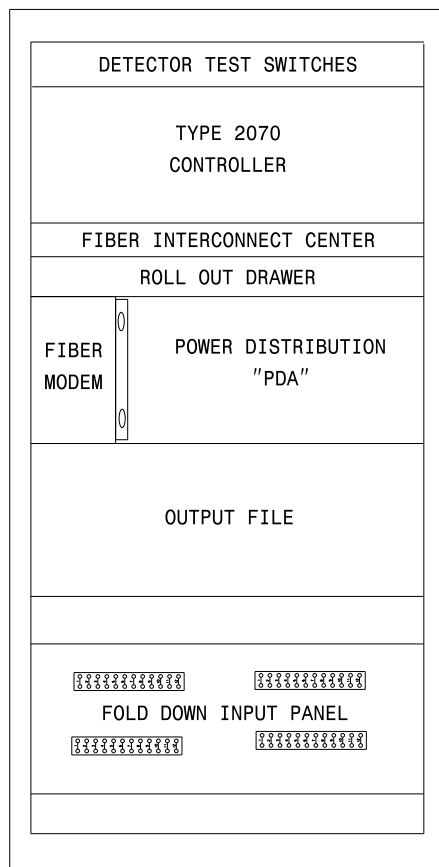 DETECTOR TEST SWITCHES
TYPE 2070
CONTROLLER
FIBER INTERCONNECT CENTER
ROLL OUT DRAWER
FIBER
MODEM
POWER DISTRIBUTION
"PDA"
OUTPUT FILE
FOLD DOWN INPUT PANEL